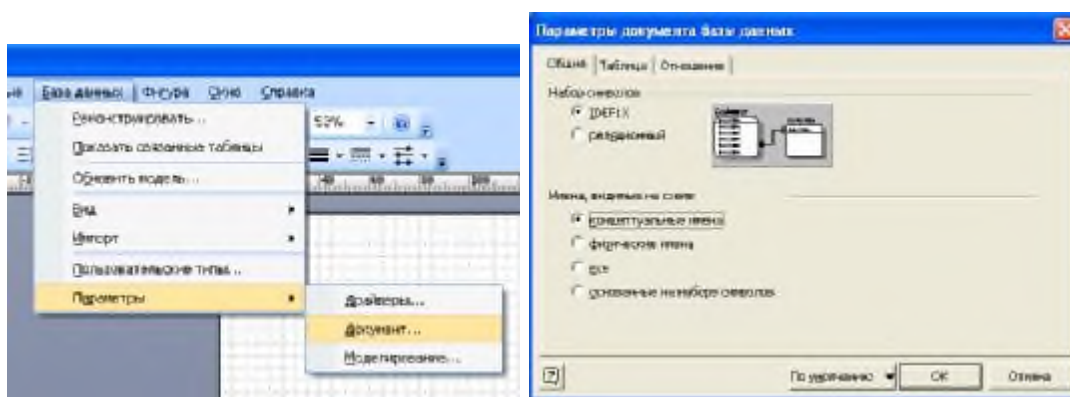 База данных Фигура Окно Справка
Реконструировать...
53%
Показать связанные таблицы
Обновить модель...
Вид
Импорт
Пользовательские типы...
Параметры
Драйверы...
Документ...
Моделирование...
Параметры документа базы данных
Общие Таблица Отношение
Набор символов
IDEF1X
реляционный
Имена, видимые на схеме
концептуальные имена
физические имена
все
основанные на наборе символов
По умолчанию OK Отмена